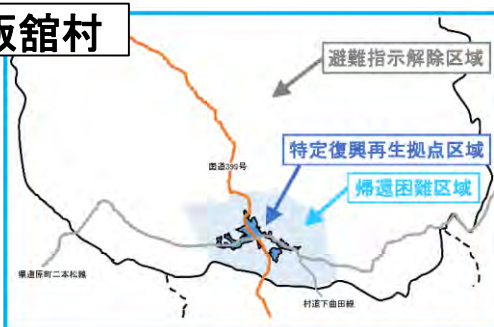 飯舘村
避難指示解除区域
特定復興再生拠点区域
国道399号
帰還困難区域
県道原町二本松線
村道下曲田線